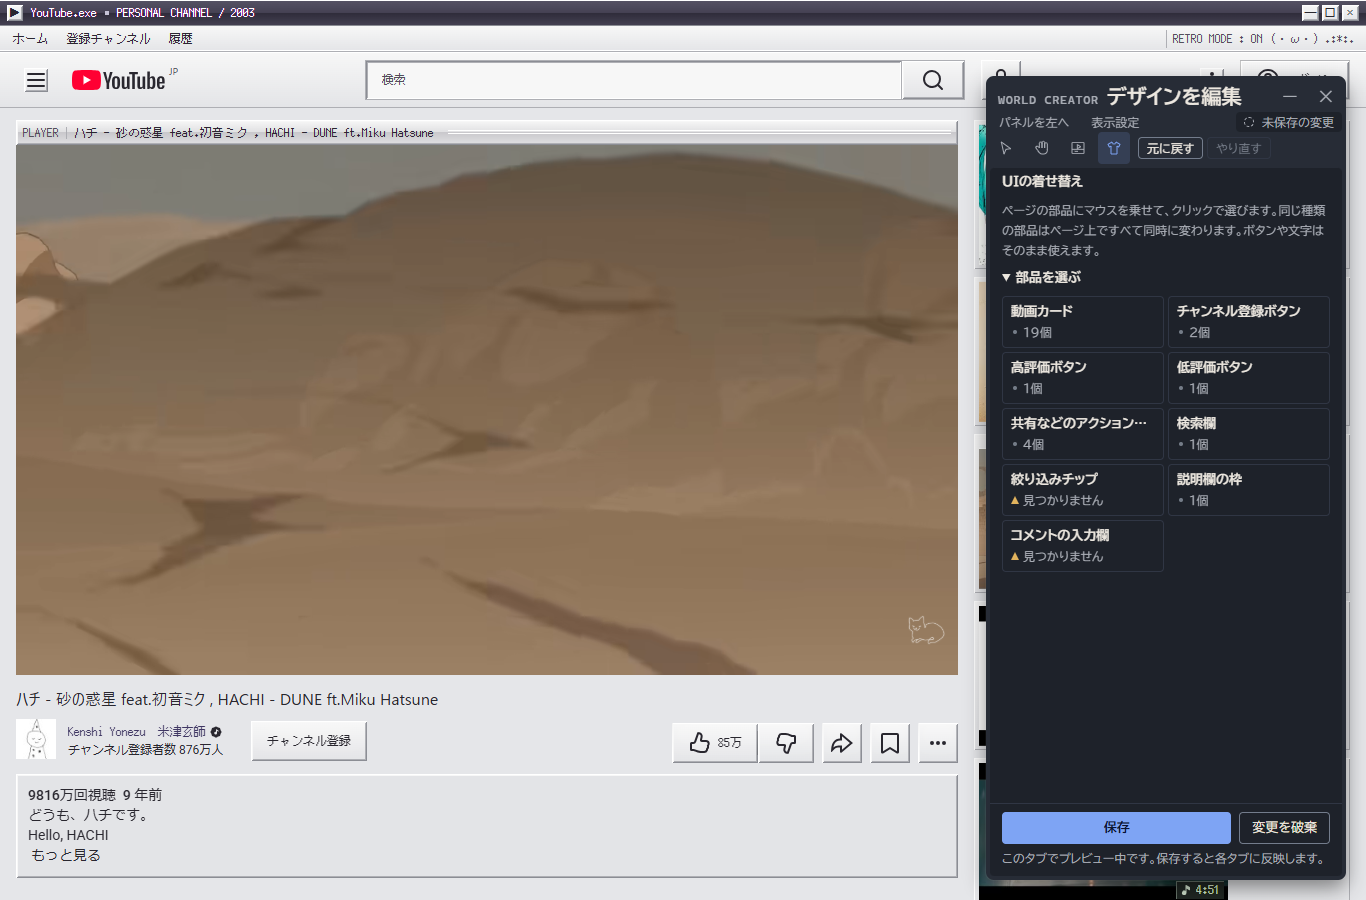 YouTube.exe ▪ PERSONAL CHANNEL / 2003
ホーム 登録チャンネル 履歴
RETRO MODE : ON (・ω・) .:*:.
YouTube JP
検索
PLAYER ハチ - 砂の惑星 feat.初音ミク , HACHI - DUNE ft.Miku Hatsune
ハチ - 砂の惑星 feat.初音ミク , HACHI - DUNE ft.Miku Hatsune
Kenshi Yonezu 米津玄師
チャンネル登録者数 876万人
チャンネル登録
85万
9816万回視聴 9 年前
どうも、ハチです。
Hello, HACHI
もっと見る
WORLD CREATOR デザインを編集
パネルを左へ 表示設定 未保存の変更
元に戻す やり直す
UIの着せ替え
ページの部品にマウスを乗せて、クリックで選びます。同じ種類
の部品はページ上ですべて同時に変わります。ボタンや文字は
そのまま使えます。
▼ 部品を選ぶ
動画カード
• 19個
チャンネル登録ボタン
• 2個
高評価ボタン
• 1個
低評価ボタン
• 1個
共有などのアクション…
• 4個
検索欄
• 1個
絞り込みチップ
▲ 見つかりません
説明欄の枠
• 1個
コメントの入力欄
▲ 見つかりません
保存 変更を破棄
このタブでプレビュー中です。保存すると各タブに反映します。
♪ 4:51